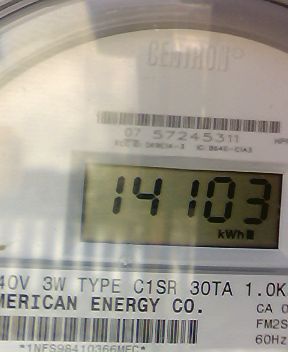 CENTRON®
07 57245311
14103
kWh
40V 3W TYPE C1SR 30TA 1.0K
MERICAN ENERGY CO.
CA 0
FM2S
60Hz
*1NFS98410366MEC*